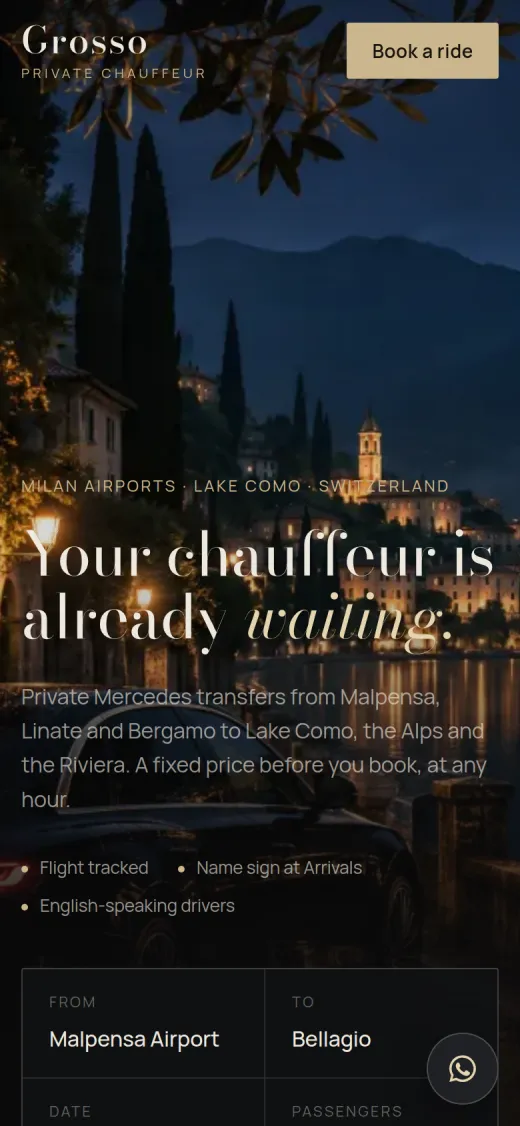 Grosso
PRIVATE CHAUFFEUR
Book a ride
MILAN AIRPORTS · LAKE COMO · SWITZERLAND
Your chauffeur is
already waiting.
Private Mercedes transfers from Malpensa,
Linate and Bergamo to Lake Como, the Alps and
the Riviera. A fixed price before you book, at any
hour.
Flight tracked
Name sign at Arrivals
English-speaking drivers
FROM
TO
Malpensa Airport
Bellagio
DATE
PASSENGERS